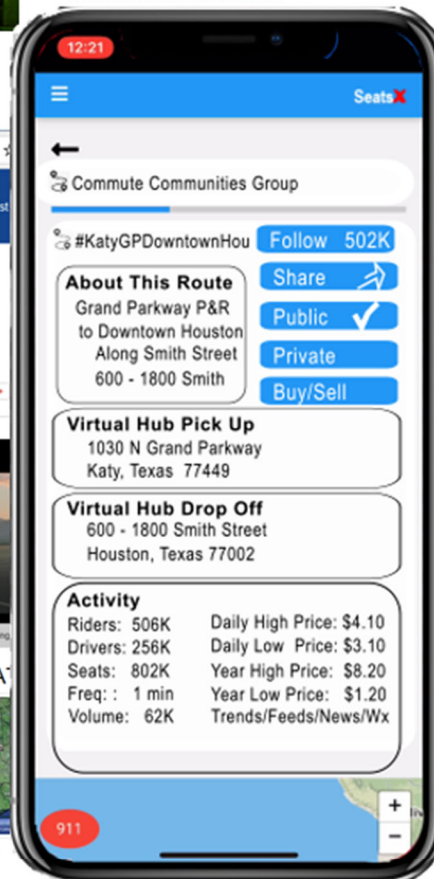 12:21
SeatsX
Commute Communities Group
#KatyGPDowntownHou
Follow 502K
Share
Public
Private
Buy/Sell
About This Route
Grand Parkway P&R
to Downtown Houston
Along Smith Street
600 - 1800 Smith
Virtual Hub Pick Up
1030 N Grand Parkway
Katy, Texas 77449
Virtual Hub Drop Off
600 - 1800 Smith Street
Houston, Texas 77002
Activity
Riders: 506K Daily High Price: $4.10
Drivers: 256K Daily Low Price: $3.10
Seats: 802K Year High Price: $8.20
Freq: : 1 min Year Low Price: $1.20
Volume: 62K Trends/Feeds/News/Wx
+
−
911